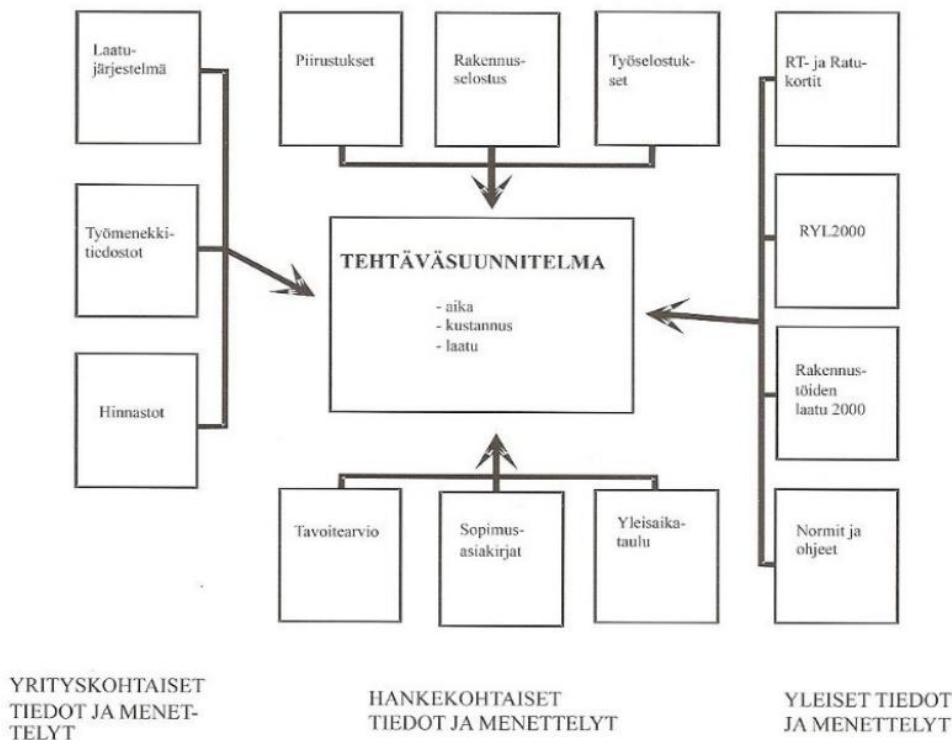 Laatu-
järjestelmä
Piirustukset
Rakennus-
selostus
Työselostuk-
set
RT- ja Ratu-
kortit
Työmenekki-
tiedostot
TEHTÄVÄSUUNNITELMA
- aika
- kustannus
- laatu
RYL2000
Hinnastot
Rakennus-
töiden
laatu 2000
Tavoitearvio
Sopimus-
asiakirjat
Yleisaika-
taulu
Normit ja
ohjeet
YRITYSKOHTAISET
TIEDOT JA MENET-
TELYT
HANKEKOHTAISET
TIEDOT JA MENETTELYT
YLEISET TIEDOT
JA MENETTELYT